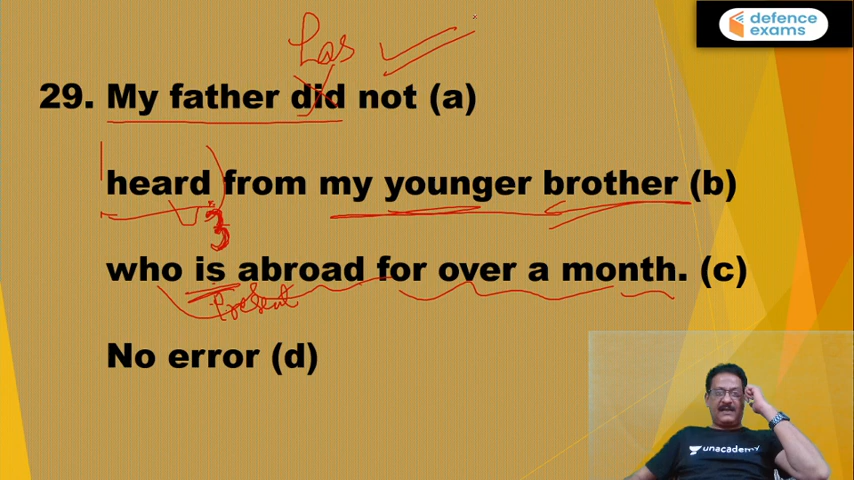 defence
exams
Has
29. My father did not (a)
heard from my younger brother (b)
V3
who is abroad for over a month. (c)
Present
No error (d)
unacademy